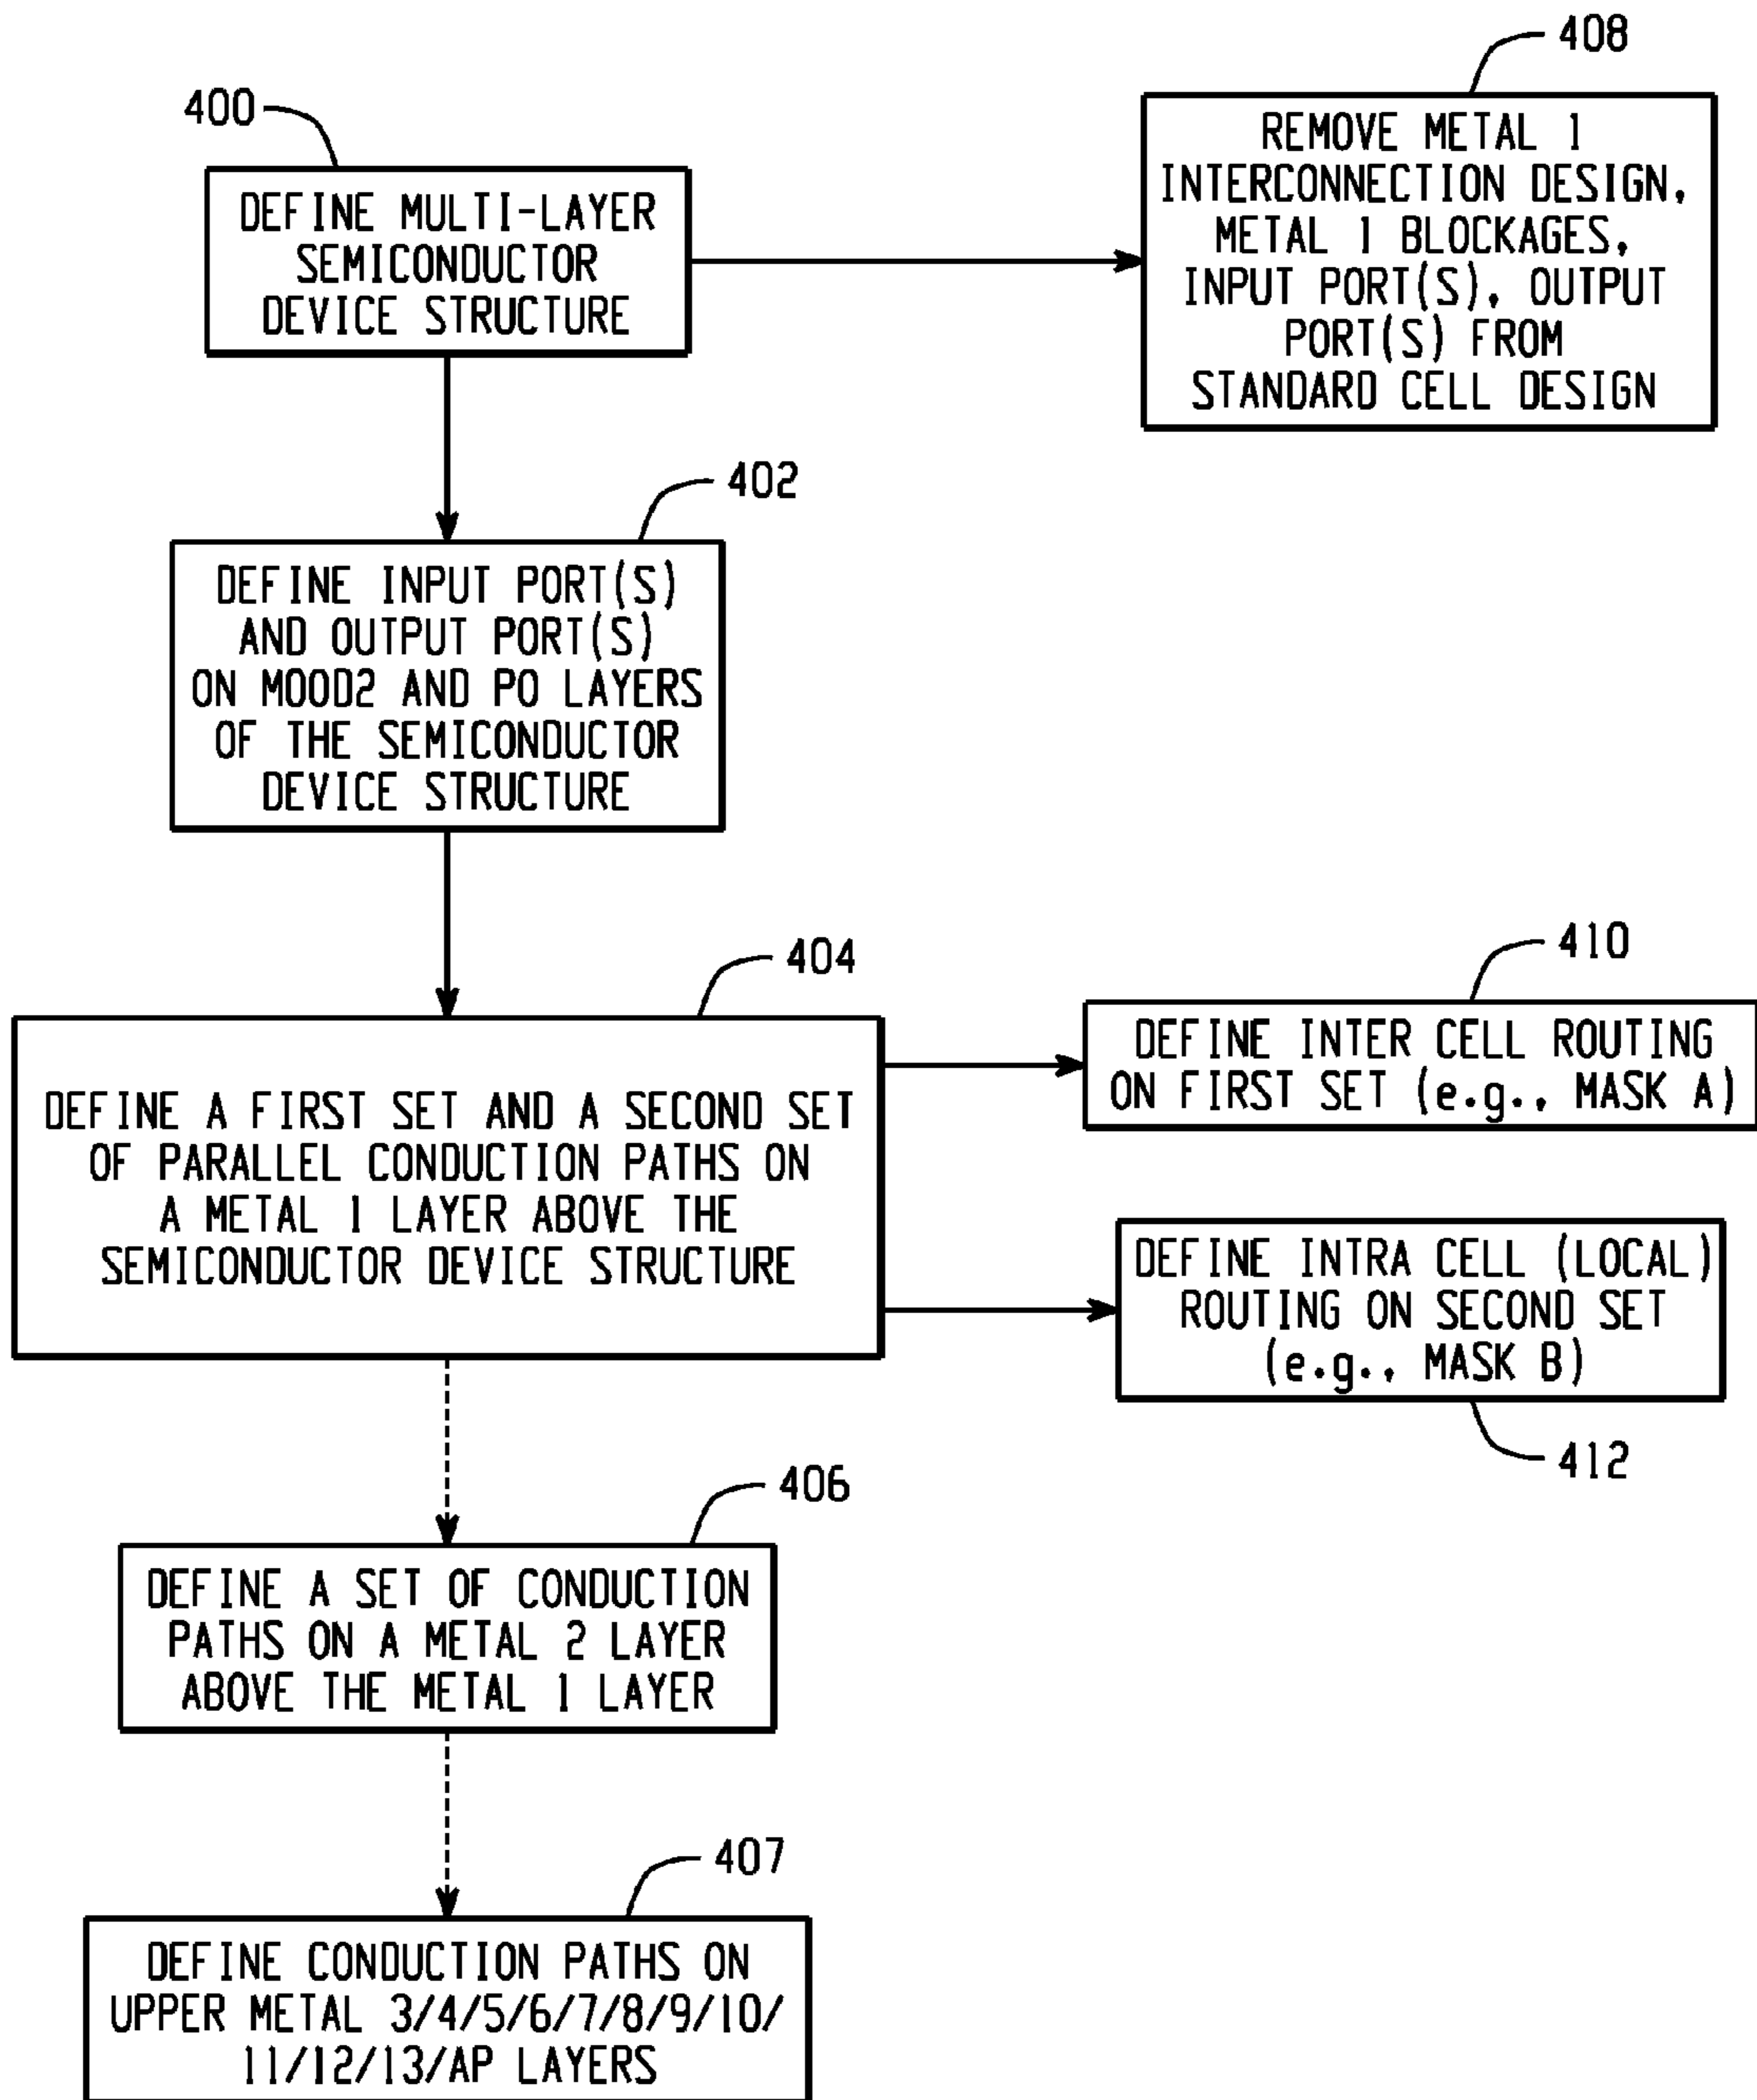 408
400
REMOVE METAL 1
INTERCONNECTION DESIGN,
METAL 1 BLOCKAGES,
INPUT PORT(S), OUTPUT
PORT(S) FROM
STANDARD CELL DESIGN
DEFINE MULTI-LAYER
SEMICONDUCTOR
DEVICE STRUCTURE
402
DEFINE INPUT PORT(S)
AND OUTPUT PORT(S)
ON MOOD2 AND PO LAYERS
OF THE SEMICONDUCTOR
DEVICE STRUCTURE
404
DEFINE A FIRST SET AND A SECOND SET
OF PARALLEL CONDUCTION PATHS ON
A METAL 1 LAYER ABOVE THE
SEMICONDUCTOR DEVICE STRUCTURE
410
DEFINE INTER CELL ROUTING
ON FIRST SET (e.g., MASK A)
DEFINE INTRA CELL (LOCAL)
ROUTING ON SECOND SET
(e.g., MASK B)
412
406
DEFINE A SET OF CONDUCTION
PATHS ON A METAL 2 LAYER
ABOVE THE METAL 1 LAYER
407
DEFINE CONDUCTION PATHS ON
UPPER METAL 3/4/5/6/7/8/9/10/
11/12/13/AP LAYERS